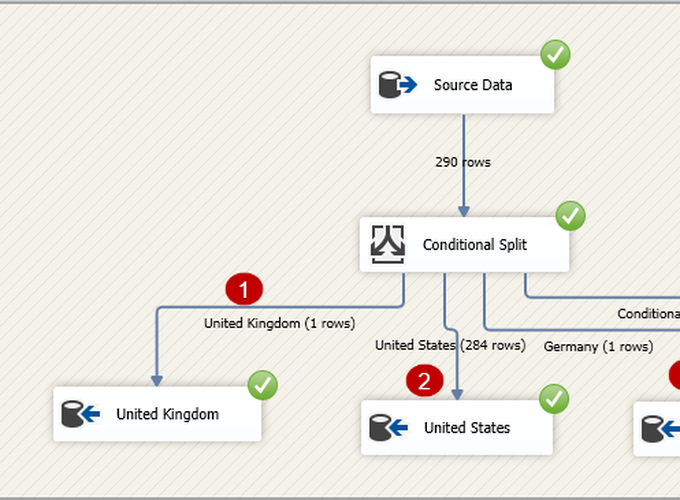 Source Data
290 rows
Conditional Split
1
United Kingdom (1 rows)
Conditiona
United States (284 rows)
Germany (1 rows)
2
United Kingdom
United States